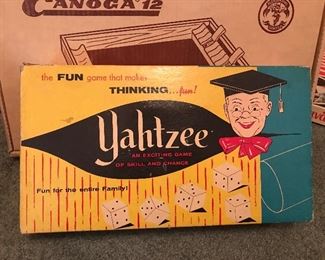 CANOGA 12
the FUN game that makes
THINKING...fun!
Yahtzee
AN EXCITING GAME
OF SKILL AND CHANCE
Fun for the entire Family!